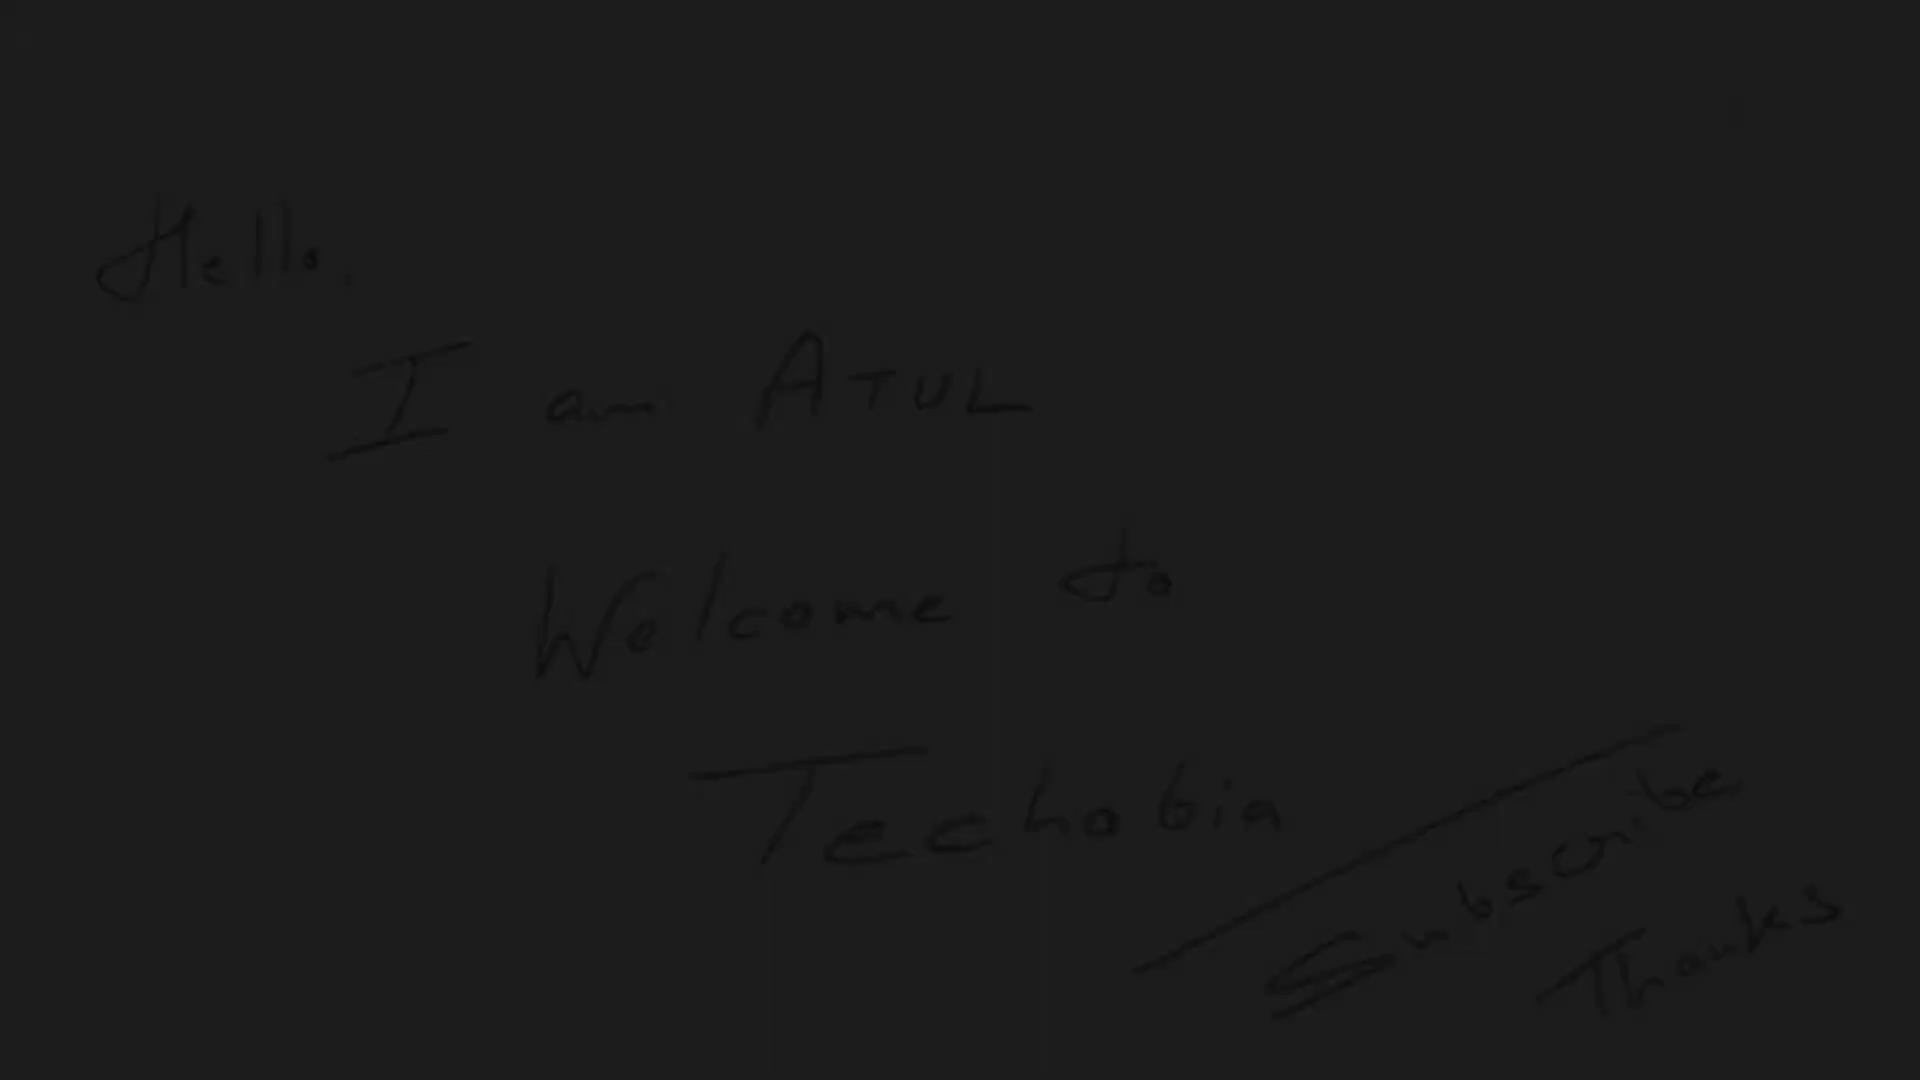 Hello,
I am ATUL
Welcome to
Techobia
Subscribe
Thanks